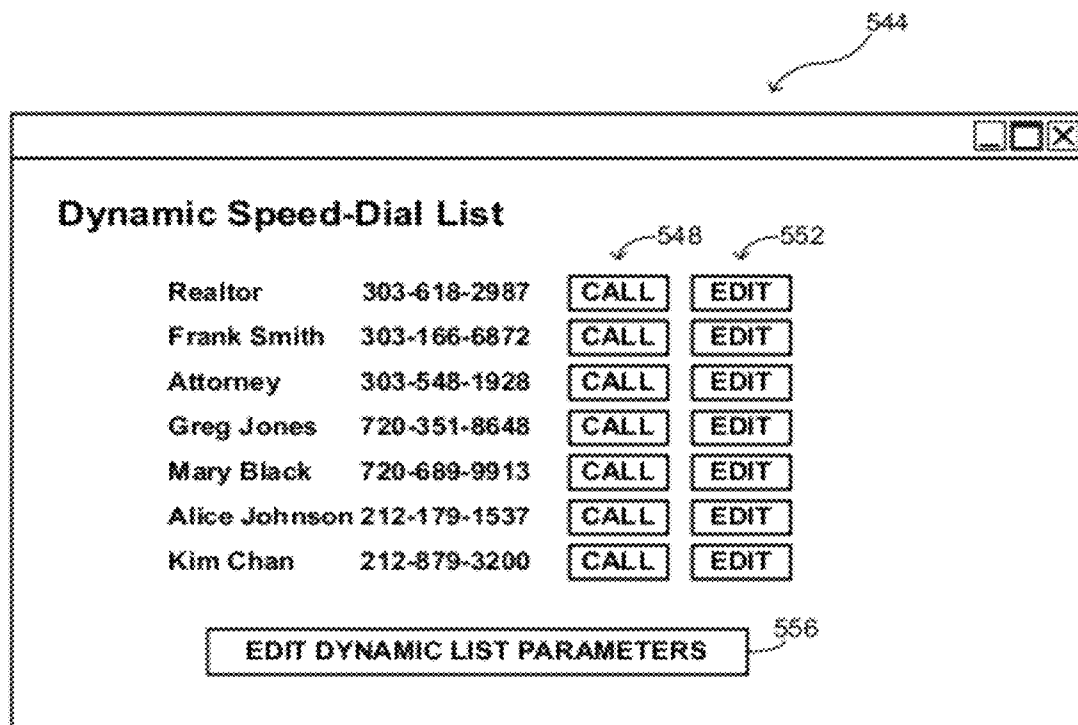 544
Dynamic Speed-Dial List
548 552
Realtor 303-618-2987 CALL EDIT
Frank Smith 303-166-6872 CALL EDIT
Attorney 303-548-1928 CALL EDIT
Greg Jones 720-351-8648 CALL EDIT
Mary Black 720-689-9913 CALL EDIT
Alice Johnson 212-179-1537 CALL EDIT
Kim Chan 212-879-3200 CALL EDIT
EDIT DYNAMIC LIST PARAMETERS 556